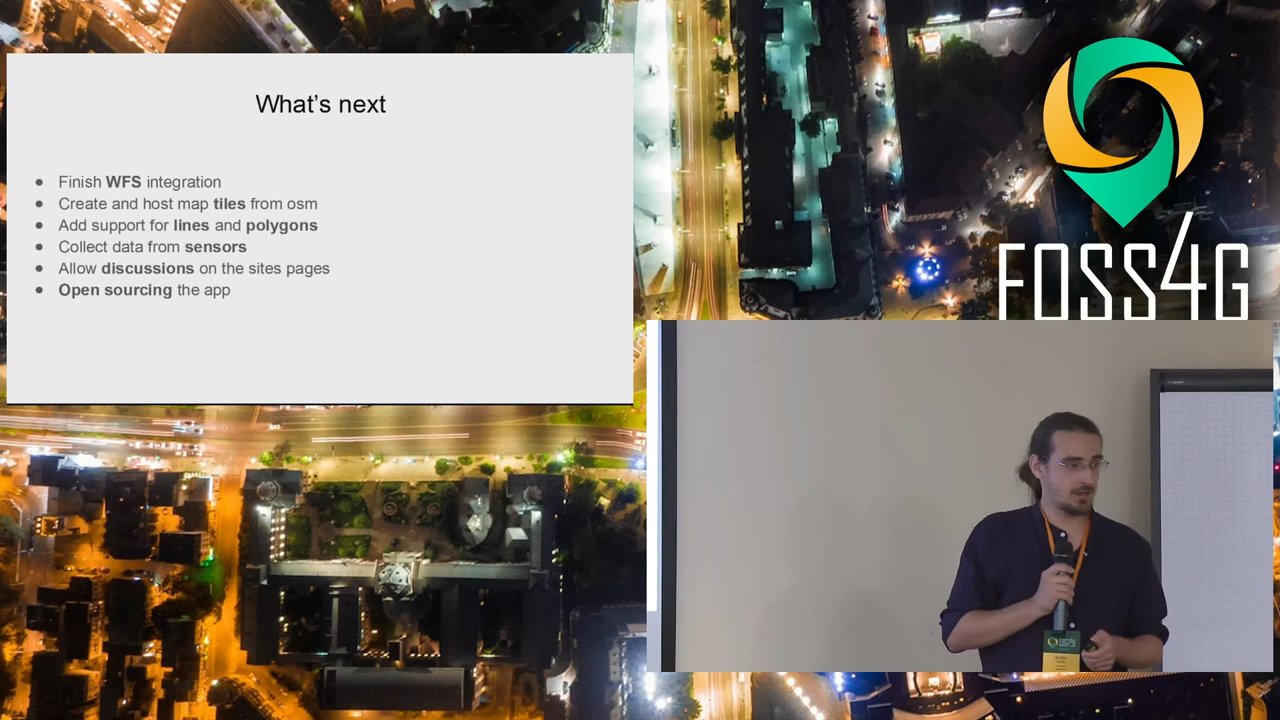 What's next
● Finish WFS integration
● Create and host map tiles from osm
● Add support for lines and polygons
● Collect data from sensors
● Allow discussions on the sites pages
● Open sourcing the app
FOSS4G